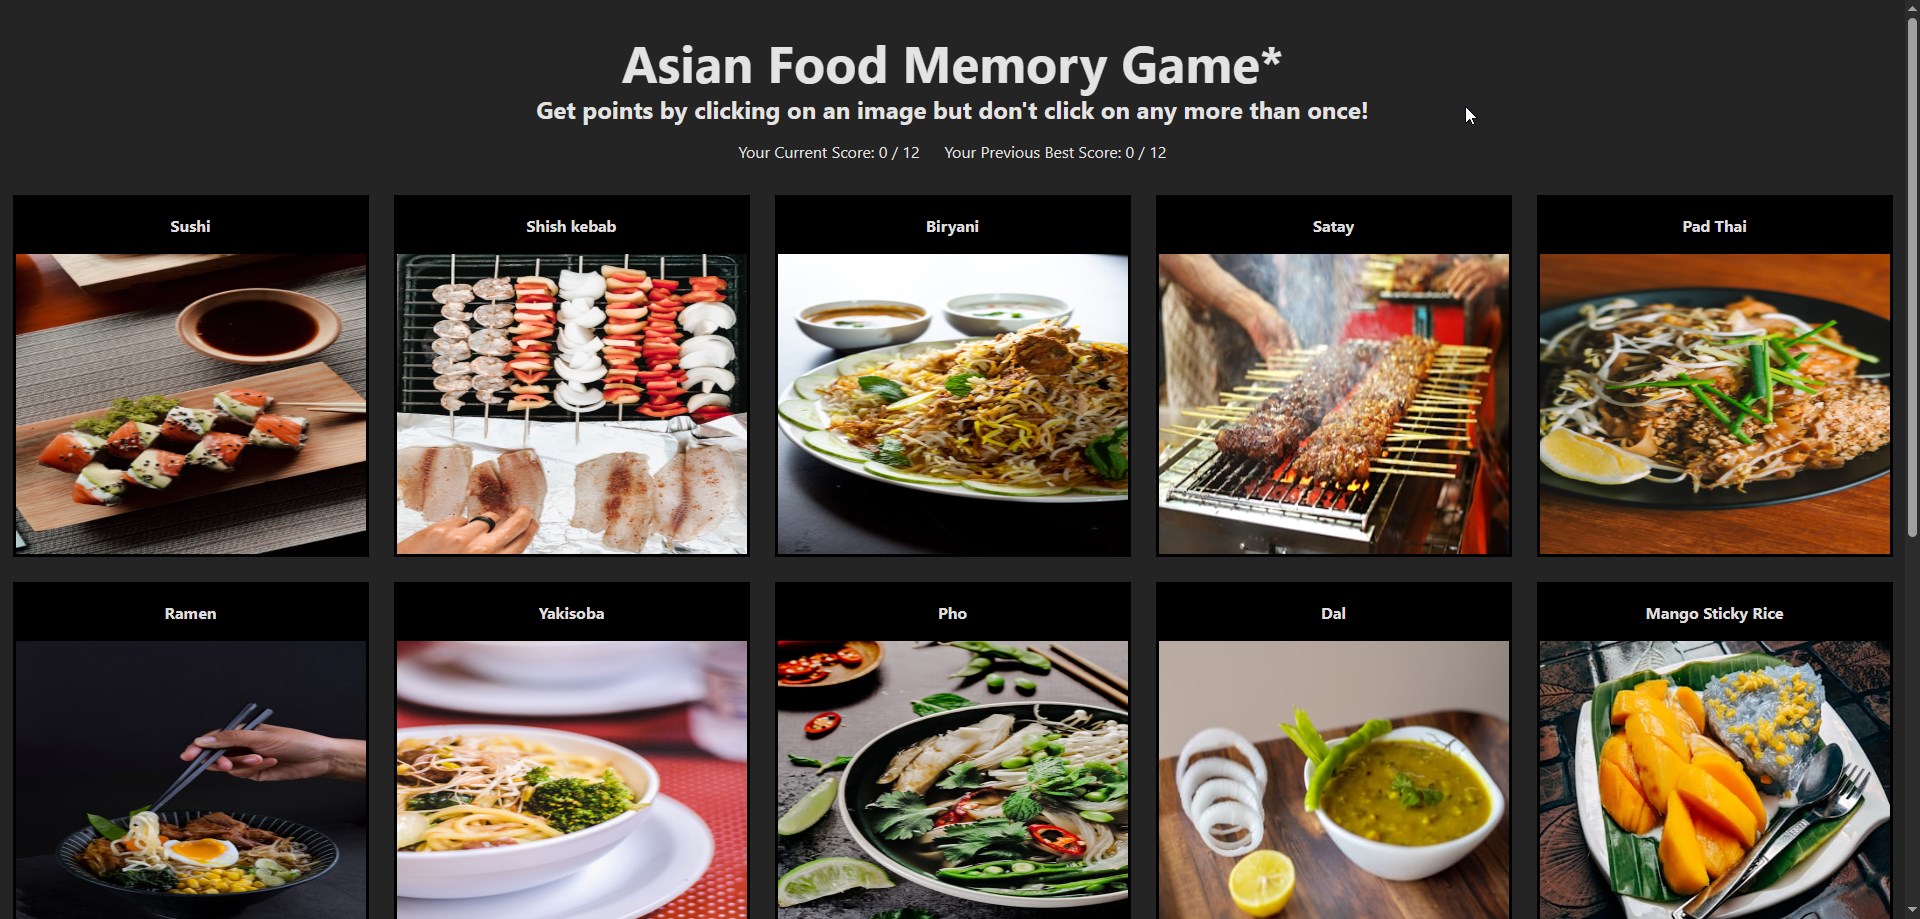 Asian Food Memory Game*
Get points by clicking on an image but don't click on any more than once!
Your Current Score: 0 / 12 Your Previous Best Score: 0 / 12
Sushi
Shish kebab
Biryani
Satay
Pad Thai
Ramen
Yakisoba
Pho
Dal
Mango Sticky Rice